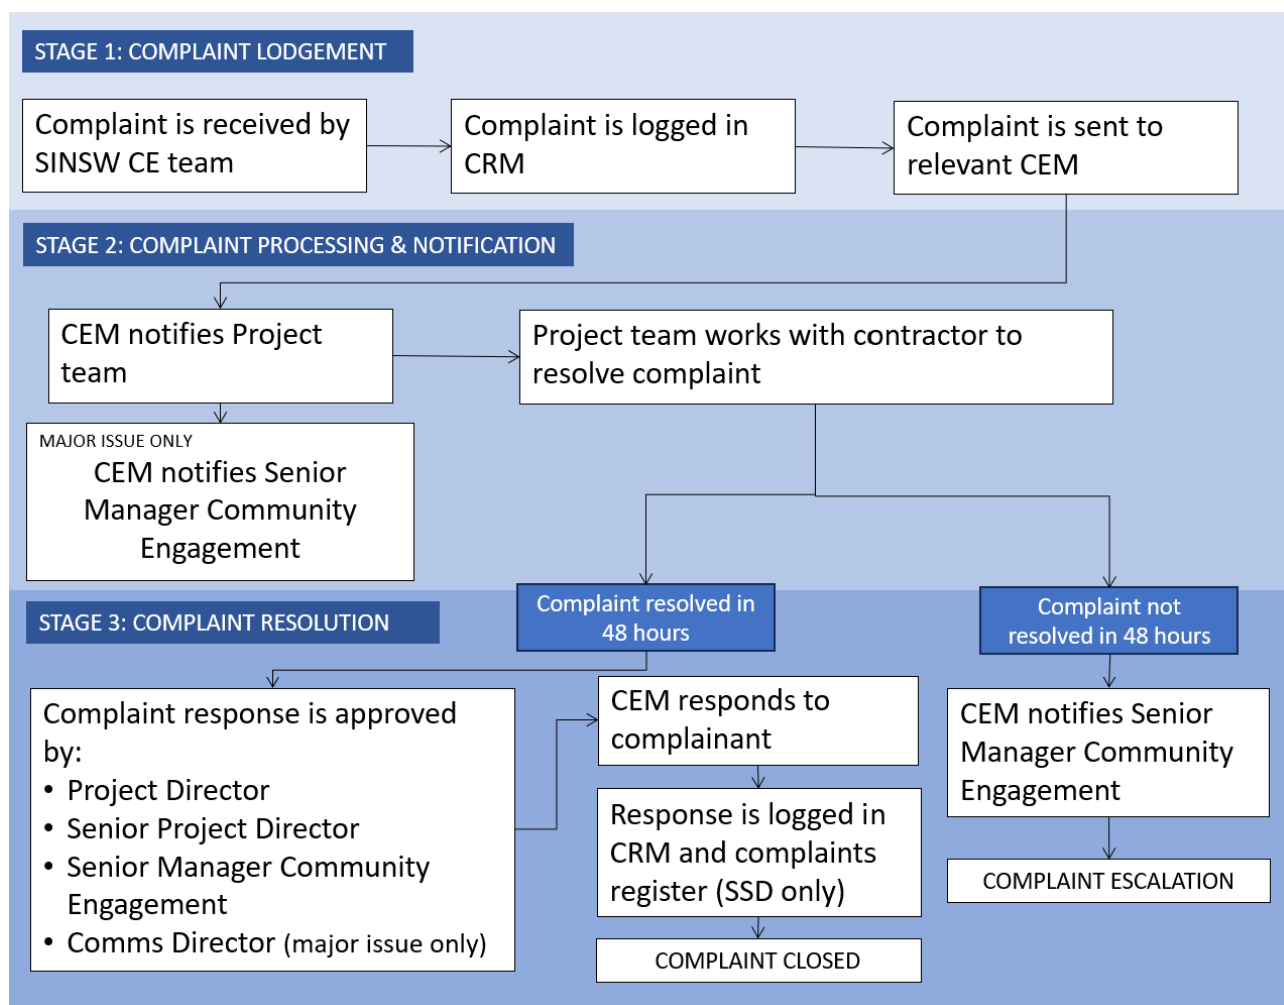 STAGE 1: COMPLAINT LODGEMENT
Complaint is received by
SINSW CE team
Complaint is logged in
CRM
Complaint is sent to
relevant CEM
STAGE 2: COMPLAINT PROCESSING & NOTIFICATION
CEM notifies Project
team
Project team works with contractor to
resolve complaint
MAJOR ISSUE ONLY
CEM notifies Senior
Manager Community
Engagement
STAGE 3: COMPLAINT RESOLUTION
Complaint resolved in
48 hours
Complaint not
resolved in 48 hours
Complaint response is approved
by:
• Project Director
• Senior Project Director
• Senior Manager Community
Engagement
• Comms Director (major issue only)
CEM responds to
complainant
Response is logged in
CRM and complaints
register (SSD only)
COMPLAINT CLOSED
CEM notifies Senior
Manager Community
Engagement
COMPLAINT ESCALATION